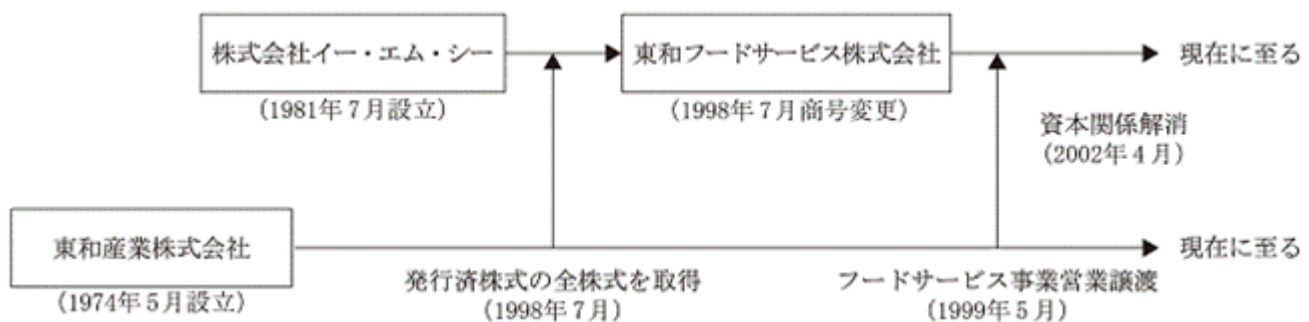 株式会社イー・エム・シー
東和フードサービス株式会社
現在に至る
(1981年7月設立)
(1998年7月商号変更)
資本関係解消
(2002年4月)
東和産業株式会社
現在に至る
(1974年5月設立)
発行済株式の全株式を取得
(1998年7月)
フードサービス事業営業譲渡
(1999年5月)